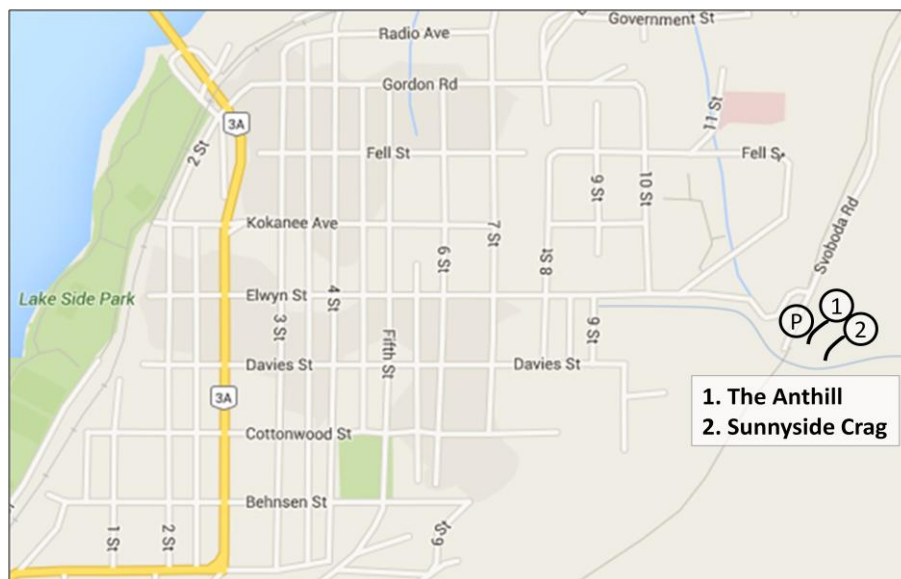 Government St
Radio Ave
Gordon Rd
3A
2 St
11 St
Fell St
Fell S
9 St
10 St
Kokanee Ave
7 St
6 St
8 St
Svoboda Rd
Lake Side Park
Elwyn St
4 St
3 St
Fifth St
9 St
P
1
2
Davies St
Davies St
3A
1. The Anthill
2. Sunnyside Crag
Cottonwood St
Behnsen St
1 St
2 St
9 St